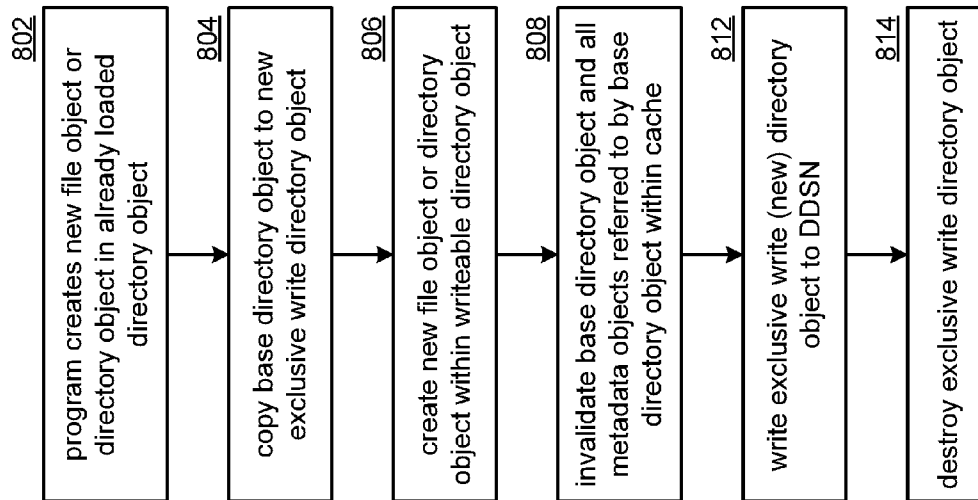 802
program creates new file object or
directory object in already loaded
directory object
804
copy base directory object to new
exclusive write directory object
806
create new file object or directory
object within writeable directory object
808
invalidate base directory object and all
metadata objects referred to by base
directory object within cache
812
write exclusive write (new) directory
object to DDSN
814
destroy exclusive write directory object